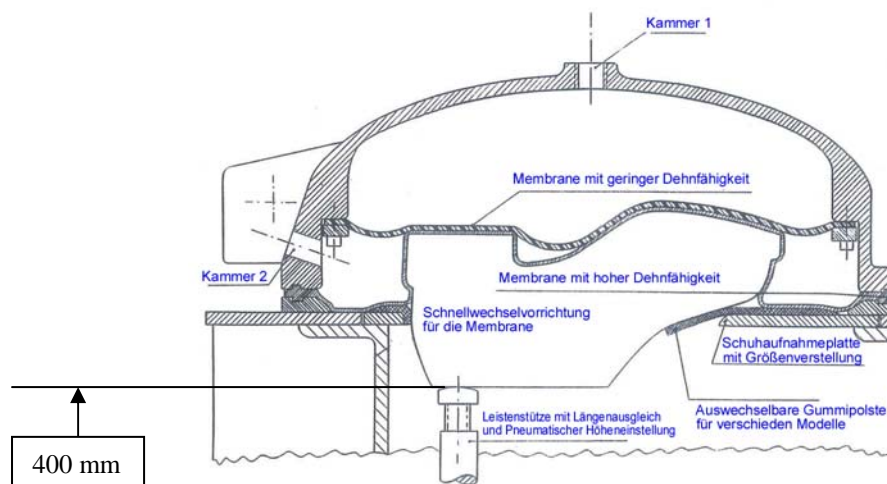 Kammer 1
Membrane mit geringer Dehnfähigkeit
Kammer 2
Membrane mit hoher Dehnfähigkeit
Schnellwechselvorrichtung
für die Membrane
Schuhaufnahmeplatte
mit Größenverstellung
Leistenstütze mit Längenausgleich
und Pneumatischer Höheneinstellung
Auswechselbare Gummipolste
für verschieden Modelle
400 mm